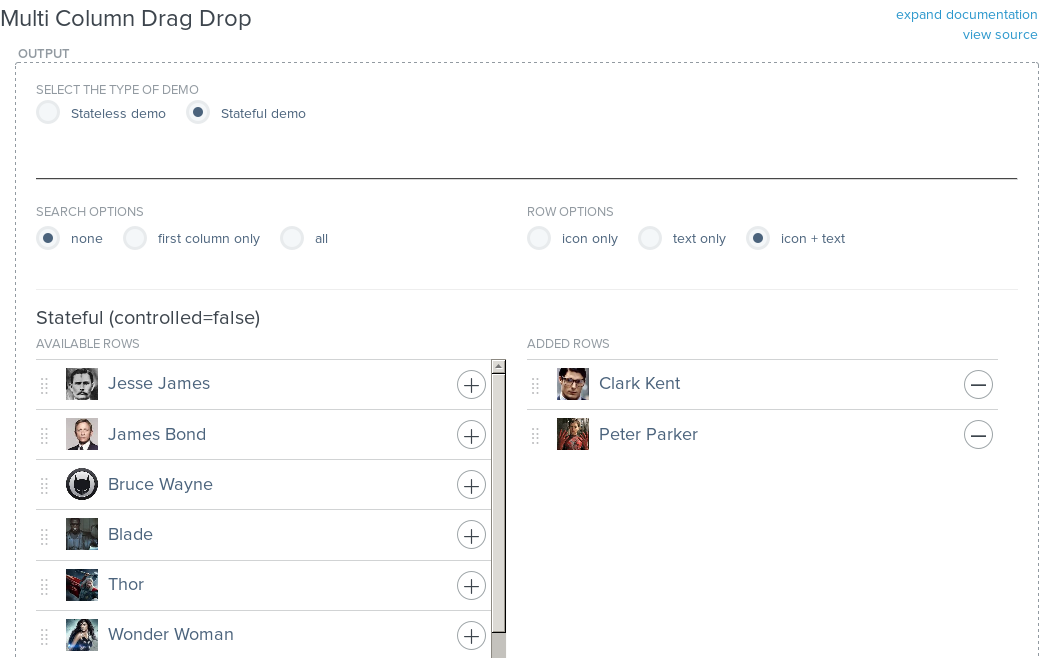 Multi Column Drag Drop
expand documentation
view source
OUTPUT
SELECT THE TYPE OF DEMO
Stateless demo Stateful demo
SEARCH OPTIONS ROW OPTIONS
none first column only all icon only text only icon + text
Stateful (controlled=false)
AVAILABLE ROWS ADDED ROWS
Jesse James Clark Kent
James Bond Peter Parker
Bruce Wayne
Blade
Thor
Wonder Woman